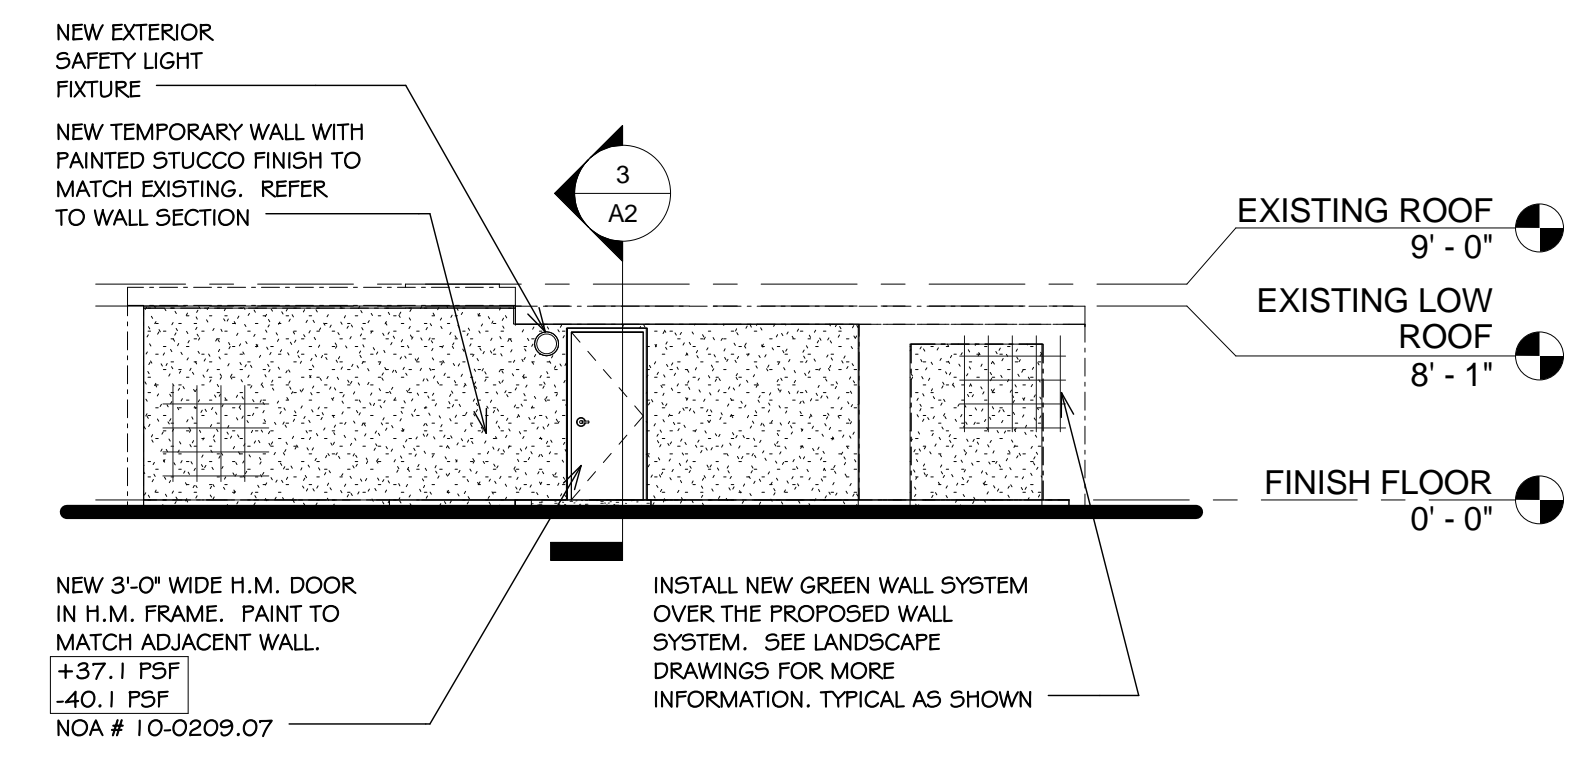 NEW EXTERIOR
SAFETY LIGHT
FIXTURE
NEW TEMPORARY WALL WITH
PAINTED STUCCO FINISH TO
MATCH EXISTING. REFER
TO WALL SECTION
3
A2
EXISTING ROOF
9' - 0"
EXISTING LOW
ROOF
8' - 1"
FINISH FLOOR
0' - 0"
NEW 3'-0" WIDE H.M. DOOR
IN H.M. FRAME. PAINT TO
MATCH ADJACENT WALL.
+37.1 PSF
-40.1 PSF
NOA # 10-0209.07
INSTALL NEW GREEN WALL SYSTEM
OVER THE PROPOSED WALL
SYSTEM. SEE LANDSCAPE
DRAWINGS FOR MORE
INFORMATION. TYPICAL AS SHOWN